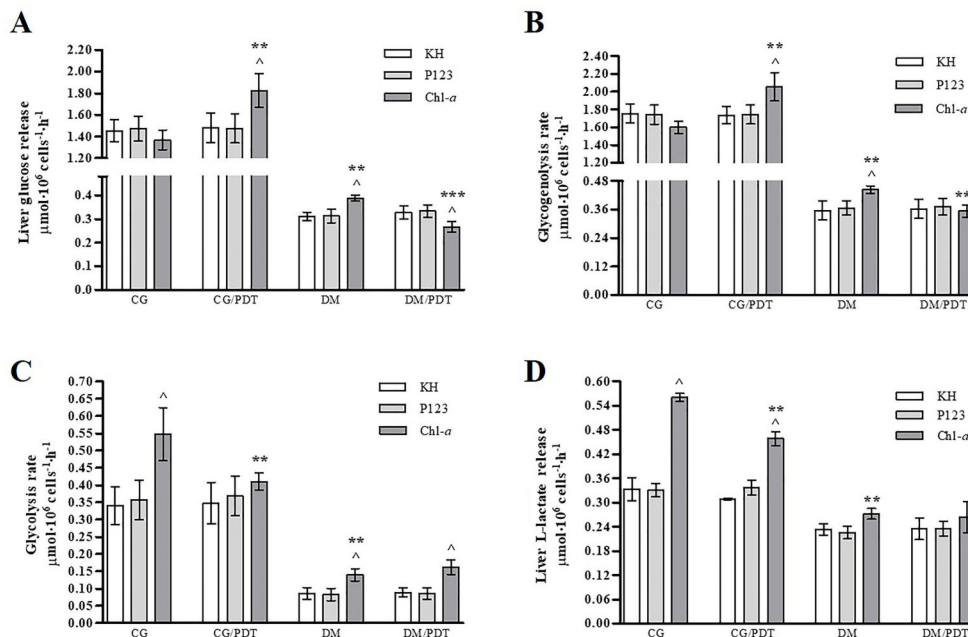 A
Liver glucose release
μmol·10⁶ cells⁻¹·h⁻¹
2.20
2.00
1.80
1.60
1.40
1.20
0.4
0.3
0.2
0.1
0.0
KH
P123
Chl-a
**
^
**
^
***
^
CG
CG/PDT
DM
DM/PDT
B
Glycogenolysis rate
μmol·10⁶ cells⁻¹·h⁻¹
2.40
2.20
2.00
1.80
1.60
1.40
1.20
0.48
0.36
0.24
0.12
0.00
KH
P123
Chl-a
**
^
**
^
**
CG
CG/PDT
DM
DM/PDT
C
Glycolysis rate
μmol·10⁶ cells⁻¹·h⁻¹
0.70
0.65
0.60
0.55
0.50
0.45
0.40
0.35
0.30
0.25
0.20
0.15
0.10
0.05
0.00
KH
P123
Chl-a
^
**
**
^
^
CG
CG/PDT
DM
DM/PDT
D
Liver L-lactate release
μmol·10⁶ cells⁻¹·h⁻¹
0.60
0.54
0.48
0.42
0.36
0.30
0.24
0.18
0.12
0.06
0.00
KH
P123
Chl-a
^
**
^
**
CG
CG/PDT
DM
DM/PDT